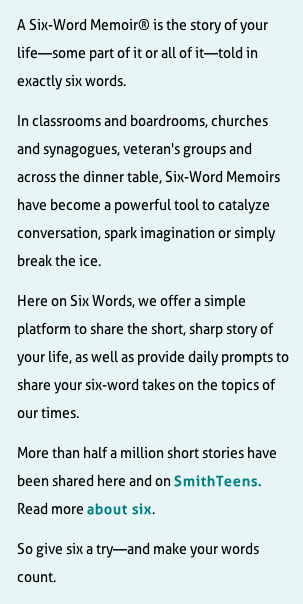 A Six-Word Memoir® is the story of your
life—some part of it or all of it—told in
exactly six words.
In classrooms and boardrooms, churches
and synagogues, veteran's groups and
across the dinner table, Six-Word Memoirs
have become a powerful tool to catalyze
conversation, spark imagination or simply
break the ice.
Here on Six Words, we offer a simple
platform to share the short, sharp story of
your life, as well as provide daily prompts to
share your six-word takes on the topics of
our times.
More than half a million short stories have
been shared here and on SmithTeens.
Read more about six.
So give six a try—and make your words
count.